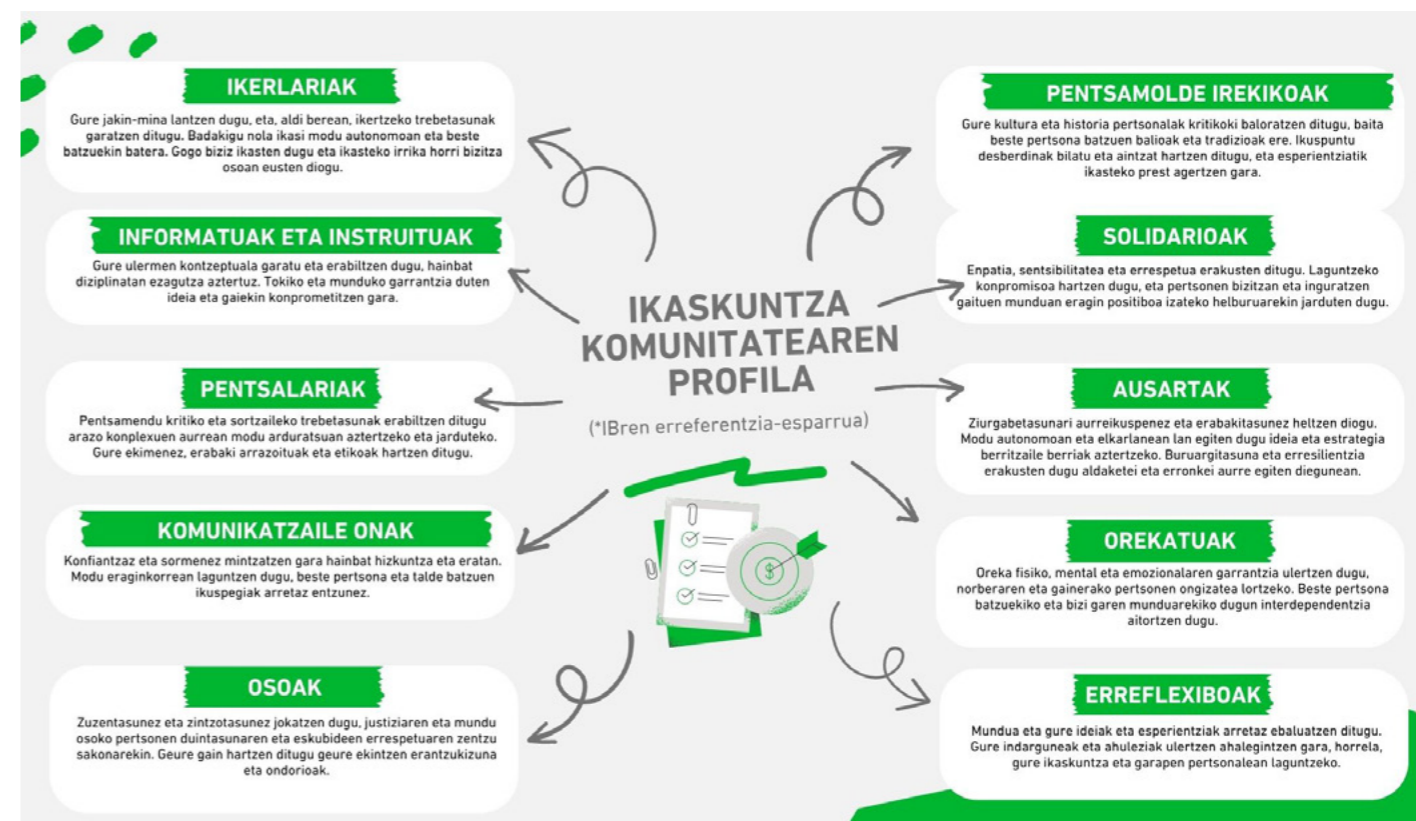 IKERLARIAK
Gure jakin-mina lantzen dugu, eta, aldi berean, ikertzeko trebetasunak
garatzen ditugu. Badakigu nola ikasi modu autonomoan eta beste
batzuekin batera. Gogo biziz ikasten dugu eta ikasteko irrika horri bizitza
osoan eusten diogu.
INFORMATUAK ETA INSTRUITUAK
Gure ulermen kontzeptuala garatu eta erabiltzen dugu, hainbat
diziplinatan ezagutza aztertuz. Tokiko eta munduko garrantzia duten
ideia eta gaiekin konprometitzen gara.
PENTSALARIAK
Pentsamendu kritiko eta sortzaileko trebetasunak erabiltzen ditugu
arazo konplexuen aurrean modu arduratsuan aztertzeko eta jarduteko.
Gure ekimenez, erabaki arrazoituak eta etikoak hartzen ditugu.
KOMUNIKATZAILE ONAK
Konfiantzaz eta sormenez mintzatzen gara hainbat hizkuntza eta eratan.
Modu eraginkorrean laguntzen dugu, beste pertsona eta talde batzuen
ikuspegiak arretaz entzunez.
OSOAK
Zuzentasunez eta zintzotasunez jokatzen dugu, justiziaren eta mundu
osoko pertsonen duintasunaren eta eskubideen errespetuaren zentzu
sakonarekin. Geure gain hartzen ditugu geure ekintzen erantzukizuna
eta ondorioak.
IKASKUNTZA
KOMUNITATEAREN
PROFILA
(*IBren erreferentzia-esparrua)
$
PENTSAMOLDE IREKIKOAK
Gure kultura eta historia pertsonalak kritikoki baloratzen ditugu, baita
beste pertsona batzuen balioak eta tradizioak ere. Ikuspuntu
desberdinak bilatu eta aintzat hartzen ditugu, eta esperientziatik
ikasteko prest agertzen gara.
SOLIDARIOAK
Enpatia, sentsibilitatea eta errespetua erakusten ditugu. Laguntzeko
konpromisoa hartzen dugu, eta pertsonen bizitzan eta inguratzen
gaituen munduan eragin positiboa izateko helburuarekin jarduten dugu.
AUSARTAK
Ziurgabetasunari aurreikuspenez eta erabakitasunez heltzen diogu.
Modu autonomoan eta elkarlanean lan egiten dugu ideia eta estrategia
berritzaile berriak aztertzeko. Buruargitasuna eta erresilientzia
erakusten dugu aldaketei eta erronkei aurre egiten diegunean.
OREKATUAK
Oreka fisiko, mental eta emozionalaren garrantzia ulertzen dugu,
norberaren eta gainerako pertsonen ongizatea lortzeko. Beste pertsona
batzuekiko eta bizi garen munduarekiko dugun interdependentzia
aitortzen dugu.
ERREFLEXIBOAK
Mundua eta gure ideiak eta esperientziak arretaz ebaluatzen ditugu.
Gure indarguneak eta ahuleziak ulertzen ahalegintzen gara, horrela,
gure ikaskuntza eta garapen pertsonalean laguntzeko.